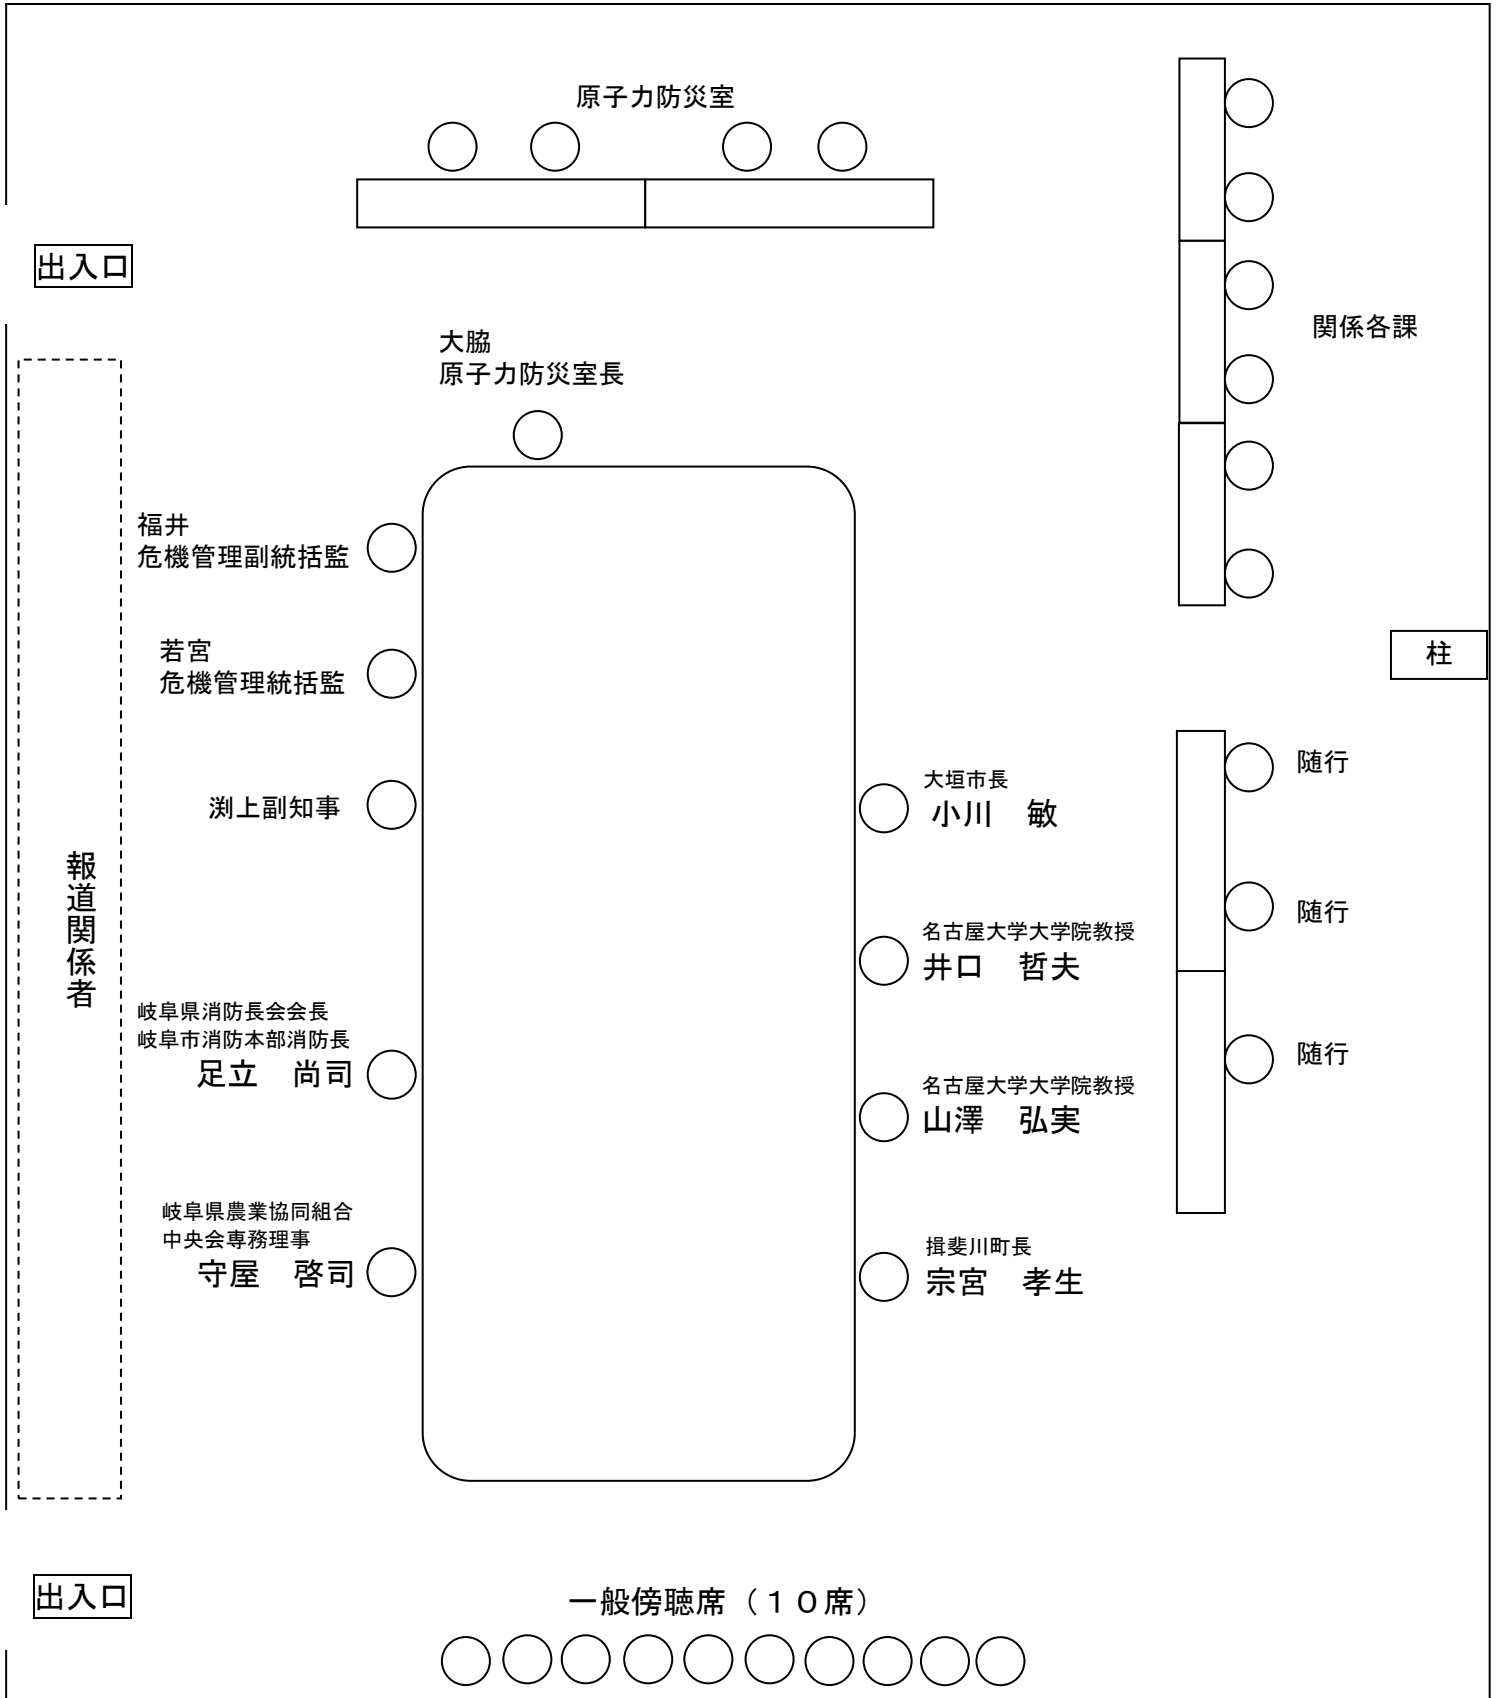 原子力防災室
出入口
関係各課
大脇
原子力防災室長
福井
危機管理副統括監
若宮
危機管理統括監
柱
渕上副知事
大垣市長
小川　敏
随行
報道関係者
名古屋大学大学院教授
井口　哲夫
随行
岐阜県消防長会会長
岐阜市消防本部消防長
足立　尚司
名古屋大学大学院教授
山澤　弘実
随行
岐阜県農業協同組合
中央会専務理事
守屋　啓司
揖斐川町長
宗宮　孝生
出入口
一般傍聴席（１０席）